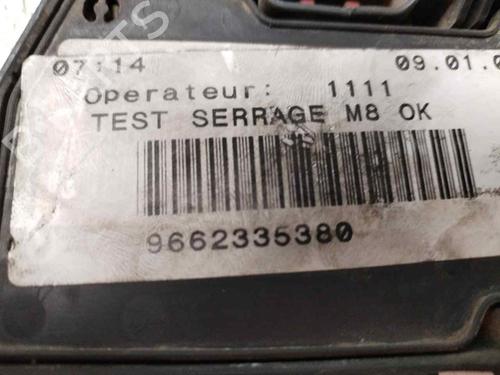 07:14 09.01.0
Operateur: 1111
TEST SERRAGE M8 OK
9662335380